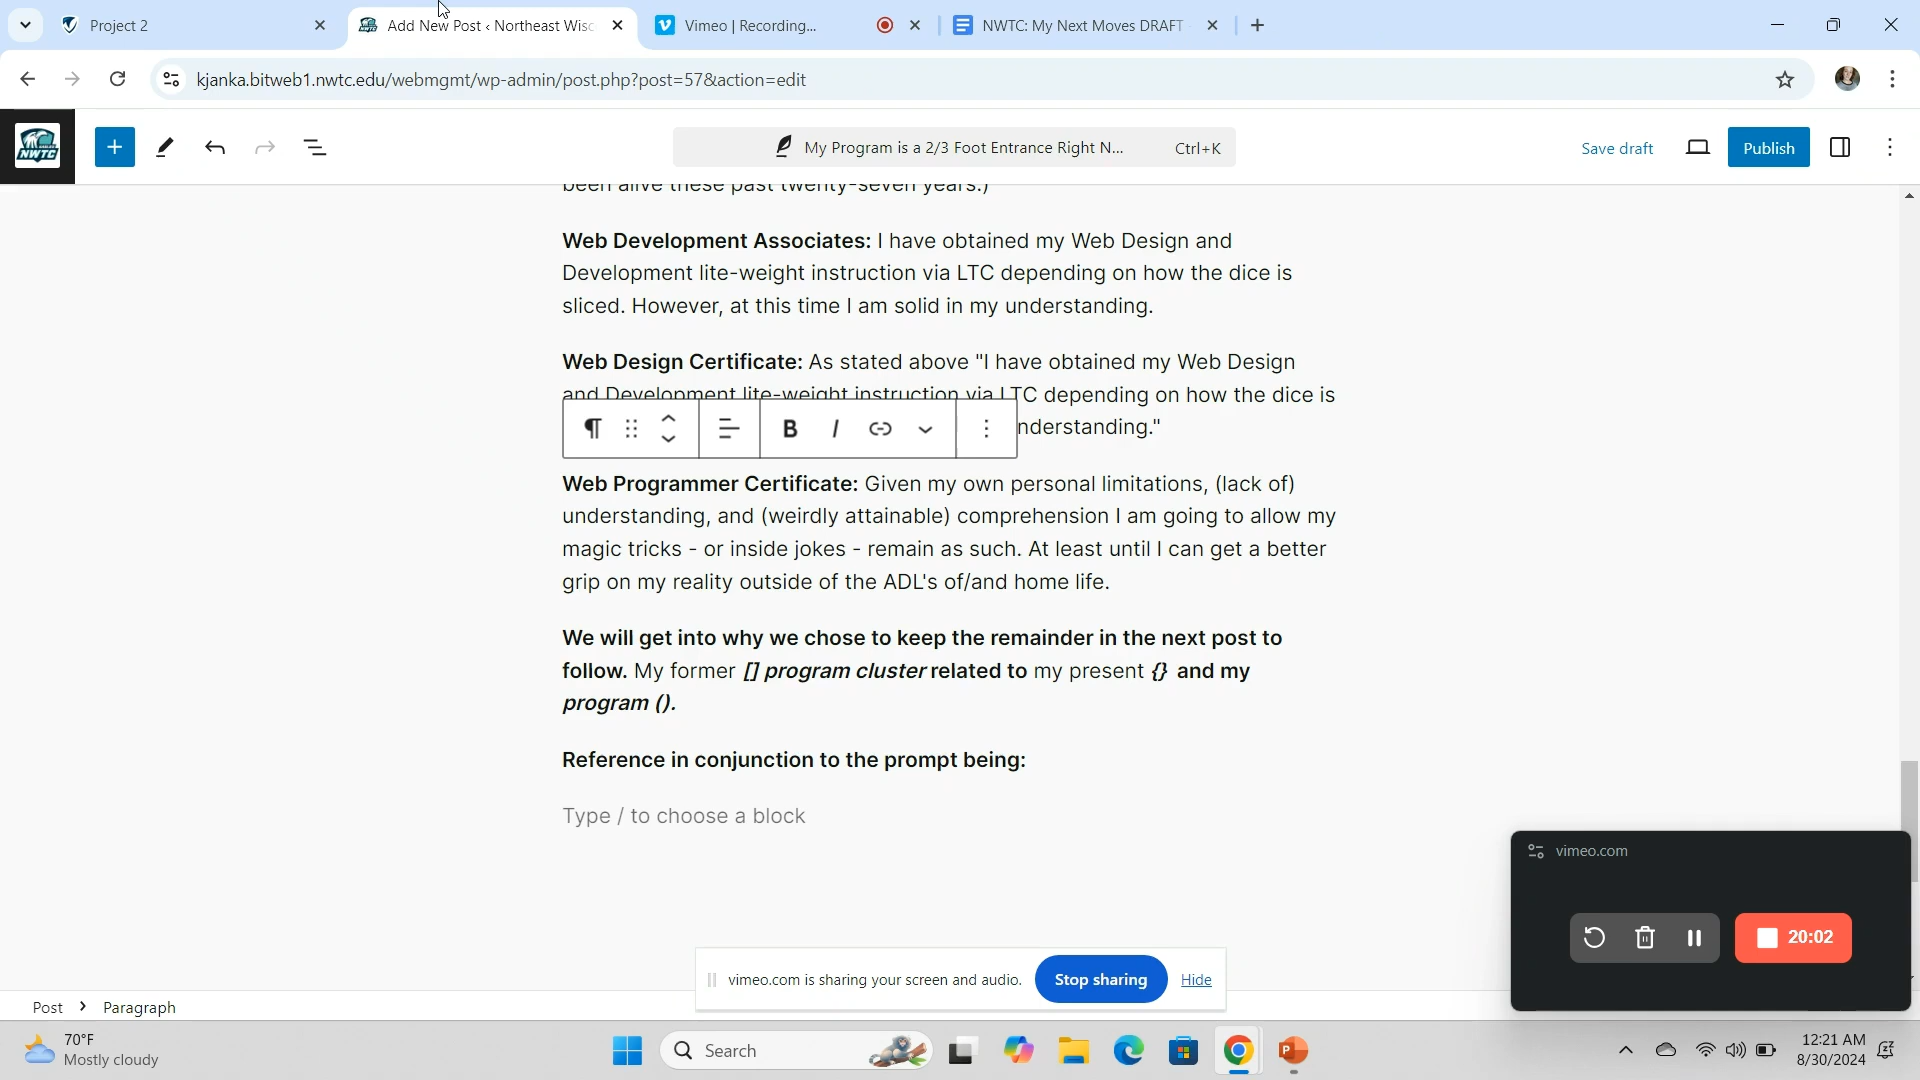 Project 2
Add New Post ‹ Northeast Wisc
Vimeo | Recording...
NWTC: My Next Moves DRAFT
kjanka.bitweb1.nwtc.edu/webmgmt/wp-admin/post.php?post=57&action=edit
NWTC
My Program is a 2/3 Foot Entrance Right N...
Ctrl+K
Save draft
Publish
been alive these past twenty-seven years.)
Web Development Associates: I have obtained my Web Design and
Development lite-weight instruction via LTC depending on how the dice is
sliced. However, at this time I am solid in my understanding.
Web Design Certificate: As stated above "I have obtained my Web Design
and Development lite-weight instruction via LTC depending on how the dice is
nderstanding."
B I
Web Programmer Certificate: Given my own personal limitations, (lack of)
understanding, and (weirdly attainable) comprehension I am going to allow my
magic tricks - or inside jokes - remain as such. At least until I can get a better
grip on my reality outside of the ADL's of/and home life.
We will get into why we chose to keep the remainder in the next post to
follow. My former [] program cluster related to my present {} and my
program ().
Reference in conjunction to the prompt being:
Type / to choose a block
vimeo.com
20:02
vimeo.com is sharing your screen and audio.
Stop sharing
Hide
Post
Paragraph
70°F
Mostly cloudy
Search
12:21 AM
8/30/2024